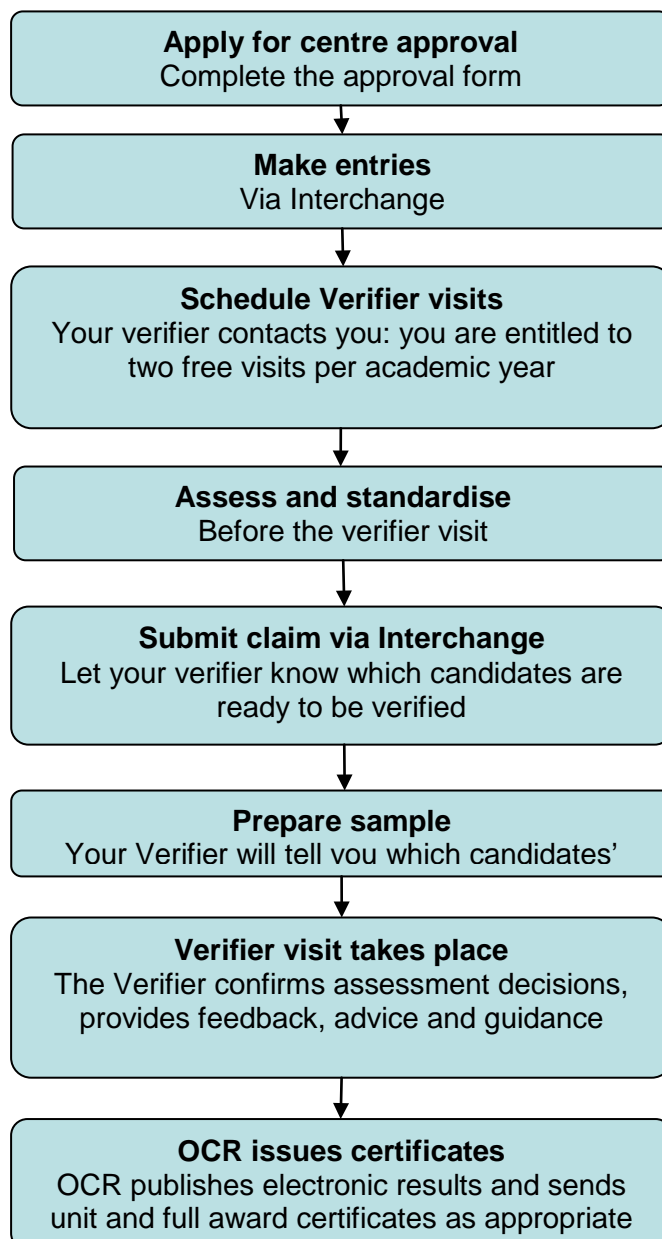 Apply for centre approval
Complete the approval form
Make entries
Via Interchange
Schedule Verifier visits
Your verifier contacts you: you are entitled to
two free visits per academic year
Assess and standardise
Before the verifier visit
Submit claim via Interchange
Let your verifier know which candidates are
ready to be verified
Prepare sample
Your Verifier will tell you which candidates’
Verifier visit takes place
The Verifier confirms assessment decisions,
provides feedback, advice and guidance
OCR issues certificates
OCR publishes electronic results and sends
unit and full award certificates as appropriate